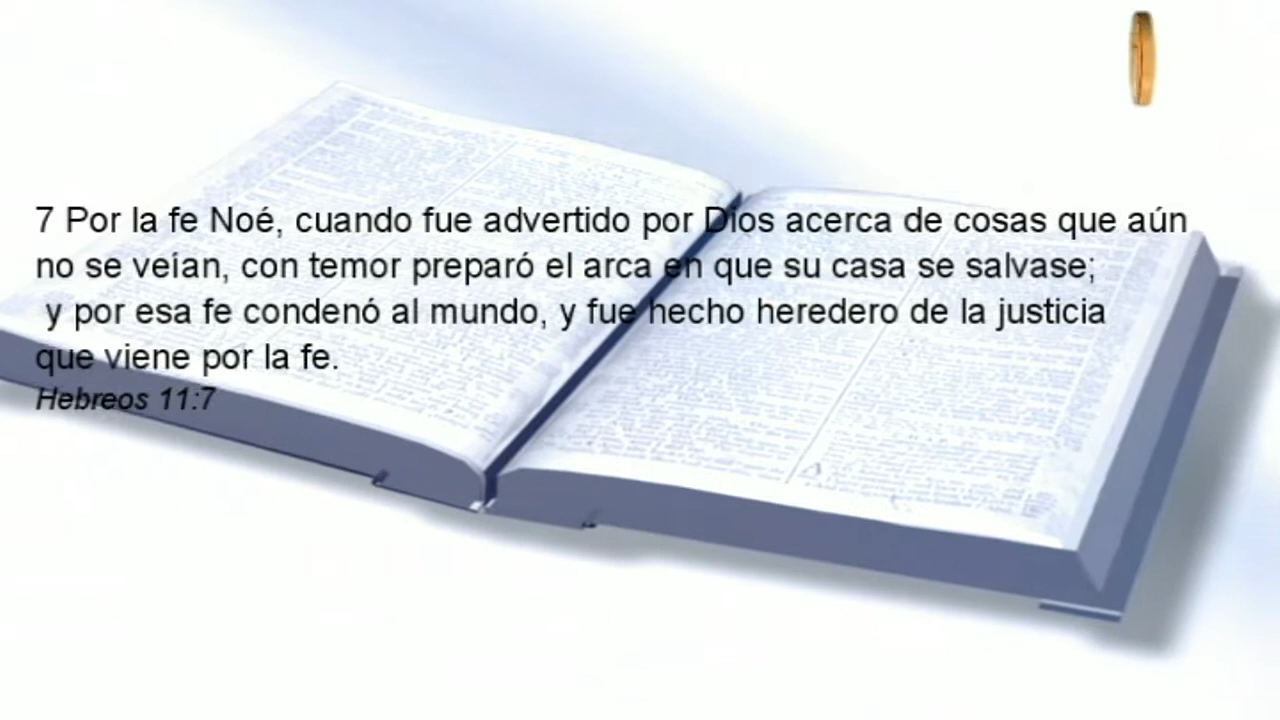 7 Por la fe Noé, cuando fue advertido por Dios acerca de cosas que aún
no se veían, con temor preparó el arca en que su casa se salvase;
y por esa fe condenó al mundo, y fue hecho heredero de la justicia
que viene por la fe.
Hebreos 11:7